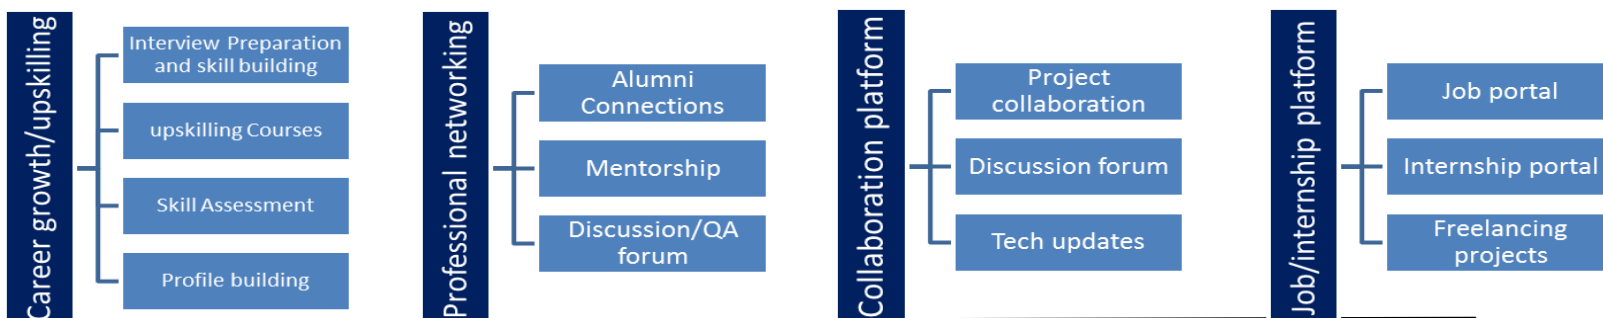 Career growth/upskilling
Interview Preparation
and skill building
upskilling Courses
Skill Assessment
Profile building
Professional networking
Alumni
Connections
Mentorship
Discussion/QA
forum
Collaboration platform
Project
collaboration
Discussion forum
Tech updates
Job/internship platform
Job portal
Internship portal
Freelancing
projects